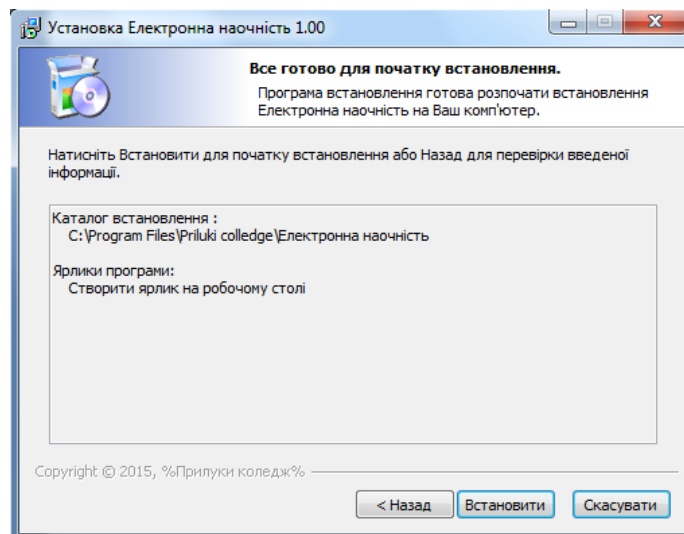 Установка Електронна наочність 1.00
Все готово для початку встановлення.
Програма встановлення готова розпочати встановлення
Електронна наочність на Ваш комп'ютер.
Натисніть Встановити для початку встановлення або Назад для перевірки введеної
інформації.
Каталог встановлення :
C:\Program Files\Priluki colledge\Електронна наочність
Ярлики програми:
Створити ярлик на робочому столі
Copyright © 2015, %Прилуки коледж%
< Назад
Встановити
Скасувати